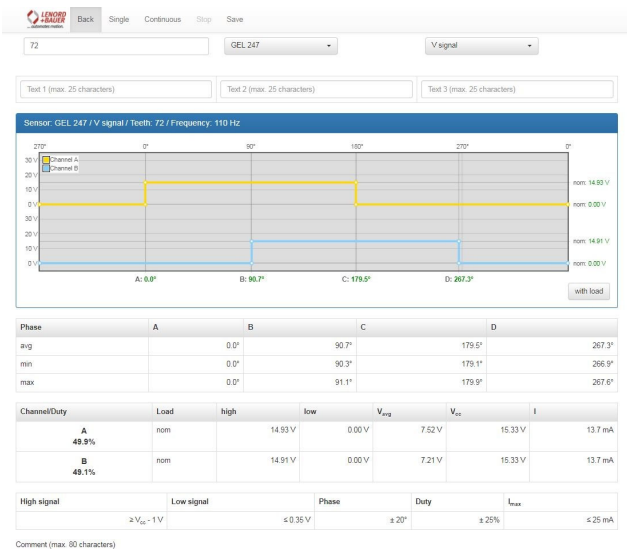 LENORD
+BAUER
...automates motion.
Back Single Continuous Stop Save
72 GEL 247 V signal
Text 1 (max. 25 characters) Text 2 (max. 25 characters) Text 3 (max. 25 characters)
Sensor: GEL 247 / V signal / Teeth: 72 / Frequency: 110 Hz
270° 0° 90° 180° 270° 0°
30 V Channel A
Channel B
20 V
10 V nom: 14.93 V
0 V nom: 0.00 V
30 V
20 V
10 V nom: 14.91 V
0 V nom: 0.00 V
A: 0.0° B: 90.7° C: 179.5° D: 267.3°
with load
Phase A B C D
avg 0.0° 90.7° 179.5° 267.3°
min 0.0° 90.3° 179.1° 266.9°
max 0.0° 91.1° 179.9° 267.6°
Channel/Duty Load high low Vavg Vcc I
A nom 14.93 V 0.00 V 7.52 V 15.33 V 13.7 mA
49.9%
B nom 14.91 V 0.00 V 7.21 V 15.33 V 13.7 mA
49.1%
High signal Low signal Phase Duty Imax
≥ Vcc - 1 V ≤ 0.35 V ± 20° ± 25% ≤ 25 mA
Comment (max. 80 characters)